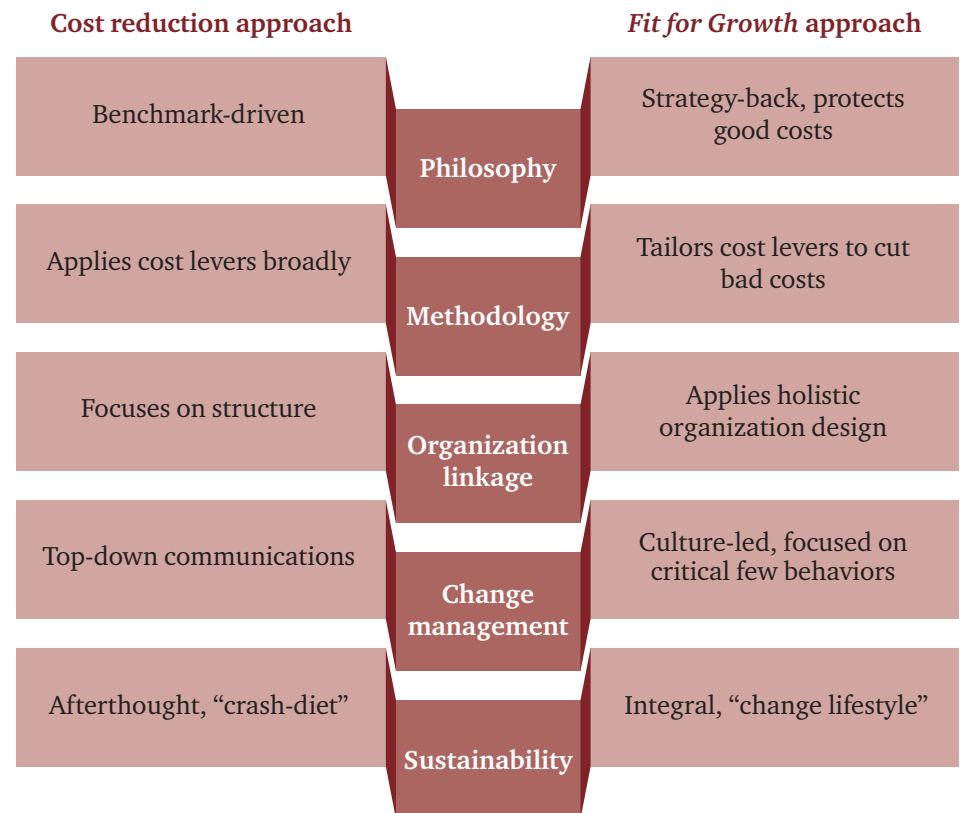 Cost reduction approach
Fit for Growth approach
Benchmark-driven
Philosophy
Strategy-back, protects
good costs
Applies cost levers broadly
Methodology
Tailors cost levers to cut
bad costs
Focuses on structure
Organization
linkage
Applies holistic
organization design
Top-down communications
Change
management
Culture-led, focused on
critical few behaviors
Afterthought, “crash-diet”
Sustainability
Integral, “change lifestyle”